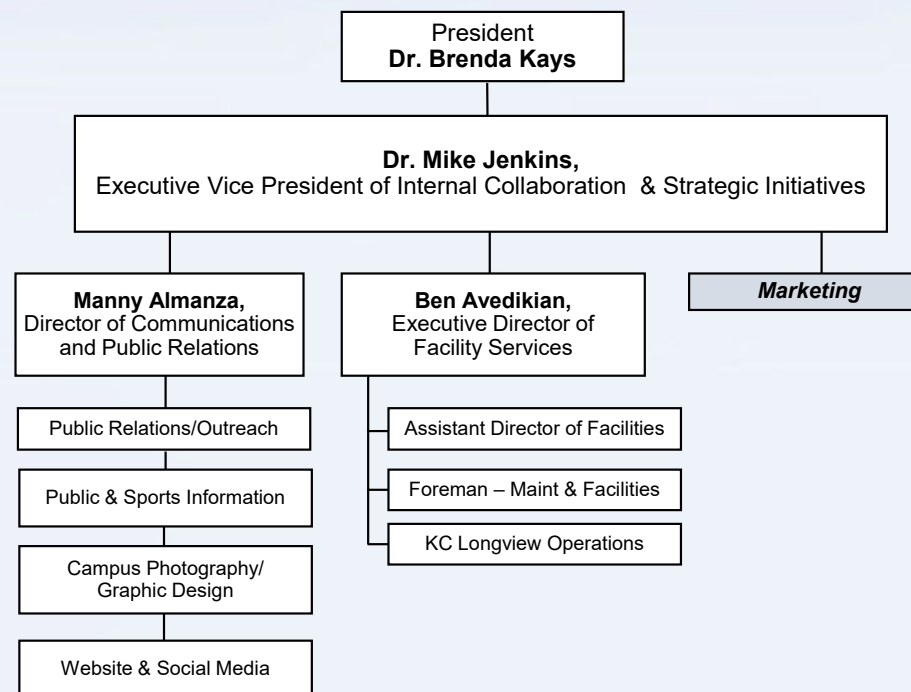 President
Dr. Brenda Kays
Dr. Mike Jenkins,
Executive Vice President of Internal Collaboration & Strategic Initiatives
Manny Almanza,
Director of Communications
and Public Relations
Ben Avedikian,
Executive Director of
Facility Services
Marketing
Public Relations/Outreach
Public & Sports Information
Campus Photography/
Graphic Design
Website & Social Media
Assistant Director of Facilities
Foreman – Maint & Facilities
KC Longview Operations